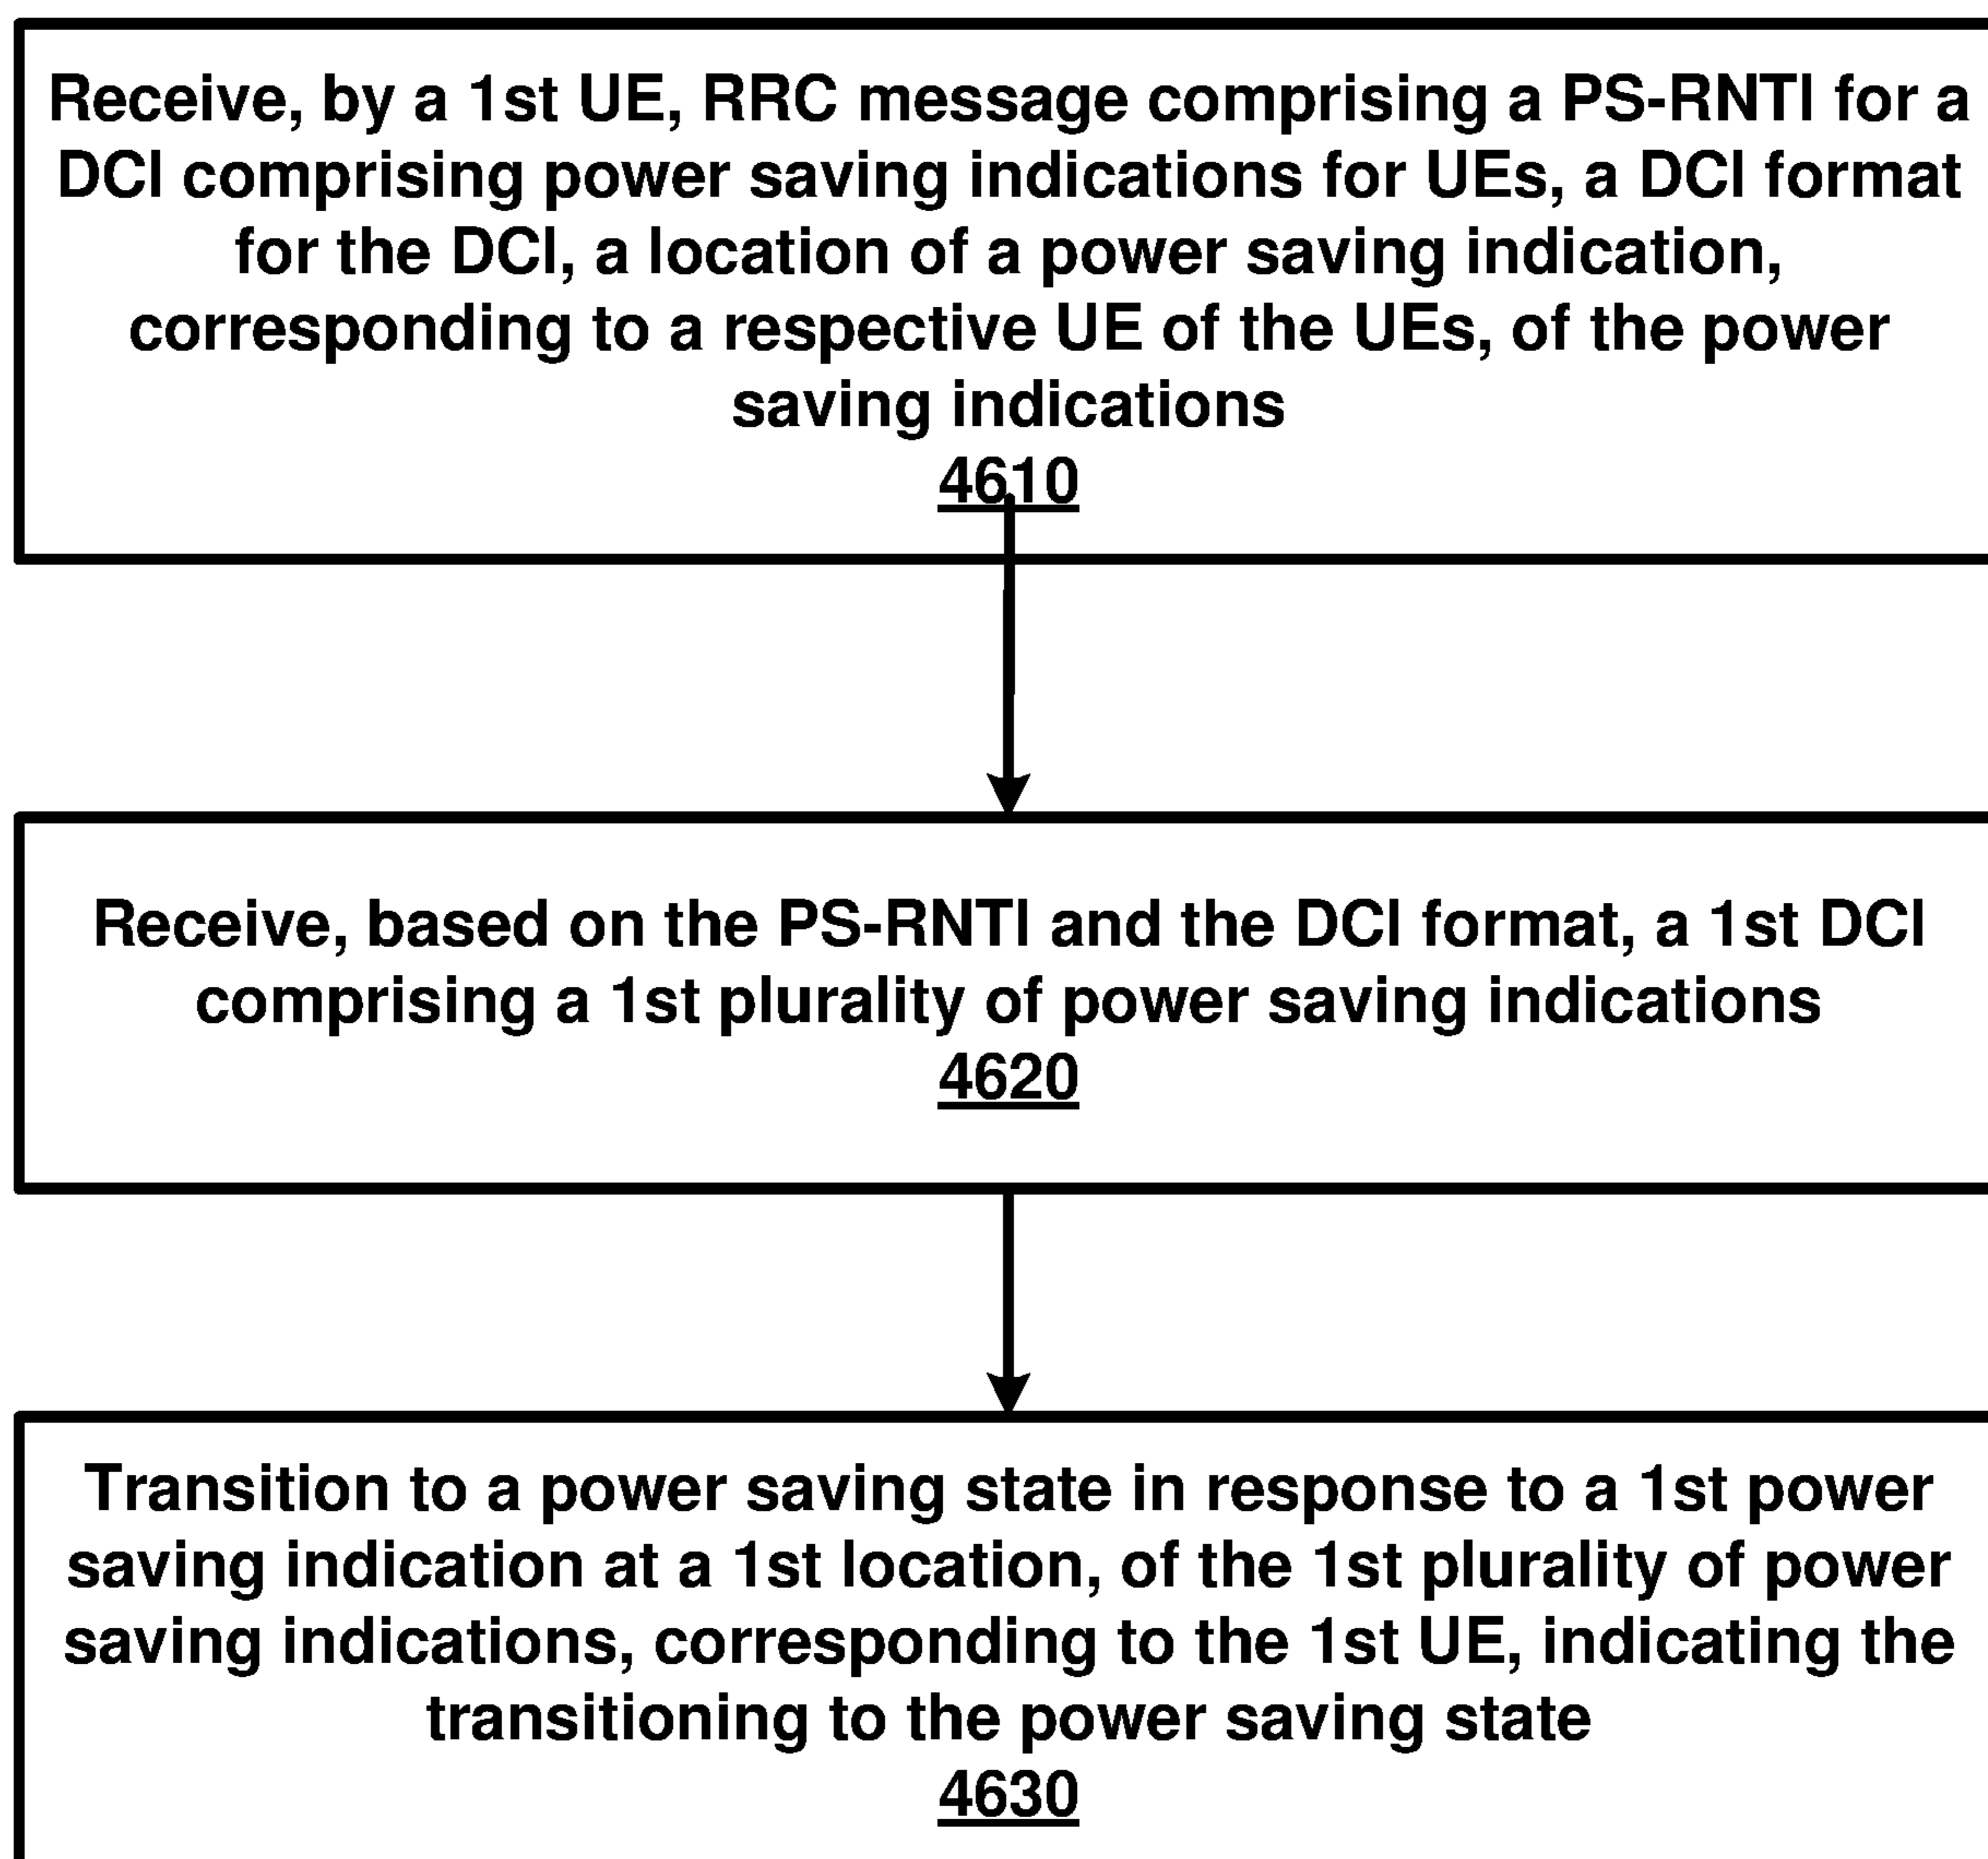 Receive, by a 1st UE, RRC message comprising a PS-RNTI for a
DCI comprising power saving indications for UEs, a DCI format
for the DCI, a location of a power saving indication,
corresponding to a respective UE of the UEs, of the power
saving indications
4610
Receive, based on the PS-RNTI and the DCI format, a 1st DCI
comprising a 1st plurality of power saving indications
4620
Transition to a power saving state in response to a 1st power
saving indication at a 1st location, of the 1st plurality of power
saving indications, corresponding to the 1st UE, indicating the
transitioning to the power saving state
4630